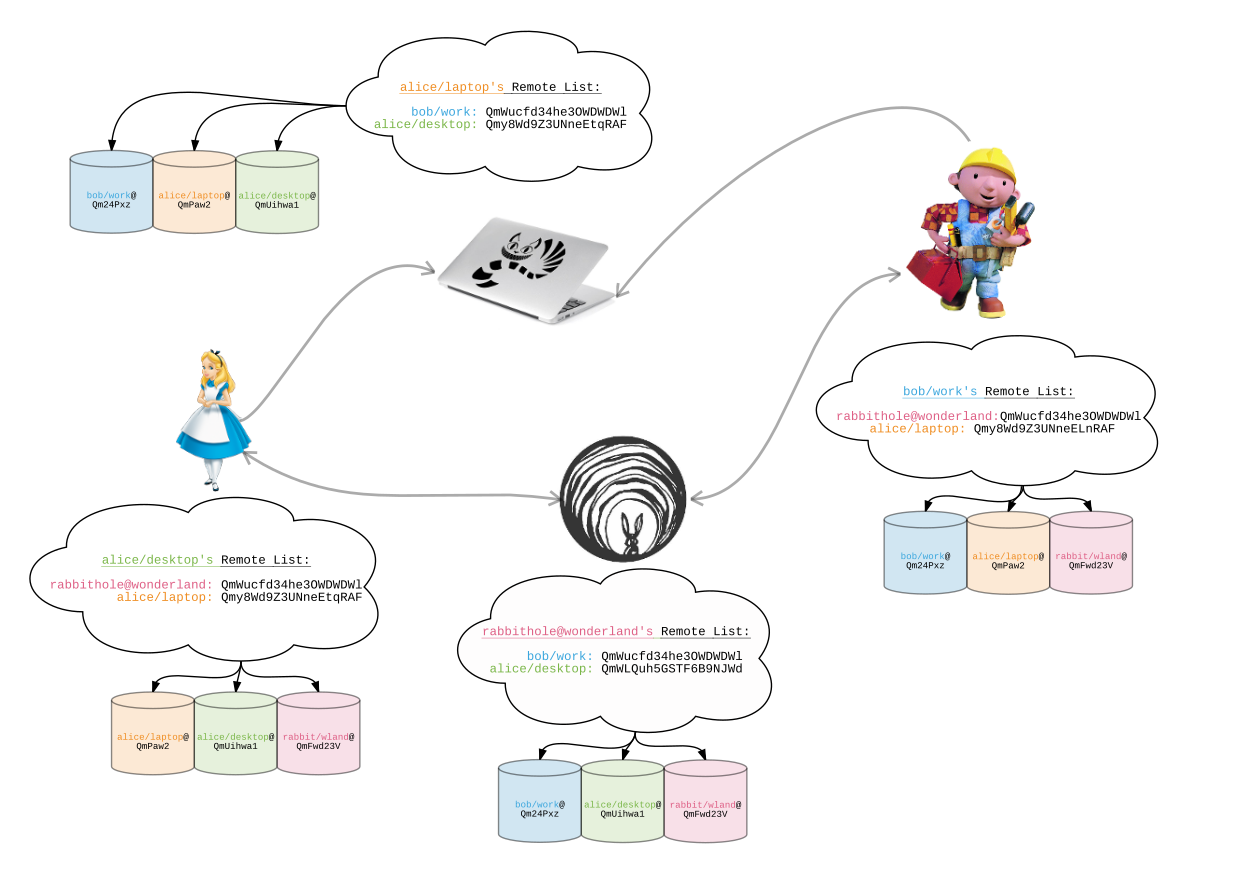 alice/laptop's Remote List:
bob/work: QmWucfd34he3OWDWDWl
alice/desktop: Qmy8Wd9Z3UNneEtqRAF
bob/work@
Qm24Pxz
alice/laptop@
QmPaw2
alice/desktop@
QmUihwa1
bob/work's Remote List:
rabbithole@wonderland:QmWucfd34he3OWDWDWl
alice/laptop: Qmy8Wd9Z3UNneELnRAF
bob/work@
Qm24Pxz
alice/laptop@
QmPaw2
rabbit/wland@
QmFwd23V
alice/desktop's Remote List:
rabbithole@wonderland: QmWucfd34he3OWDWDWl
alice/laptop: Qmy8Wd9Z3UNneEtqRAF
alice/laptop@
QmPaw2
alice/desktop@
QmUihwa1
rabbit/wland@
QmFwd23V
rabbithole@wonderland's Remote List:
bob/work: QmWucfd34he3OWDWDWl
alice/desktop: QmWLQuh5GSTF6B9NJWd
bob/work@
Qm24Pxz
alice/desktop@
QmUihwa1
rabbit/wland@
QmFwd23V